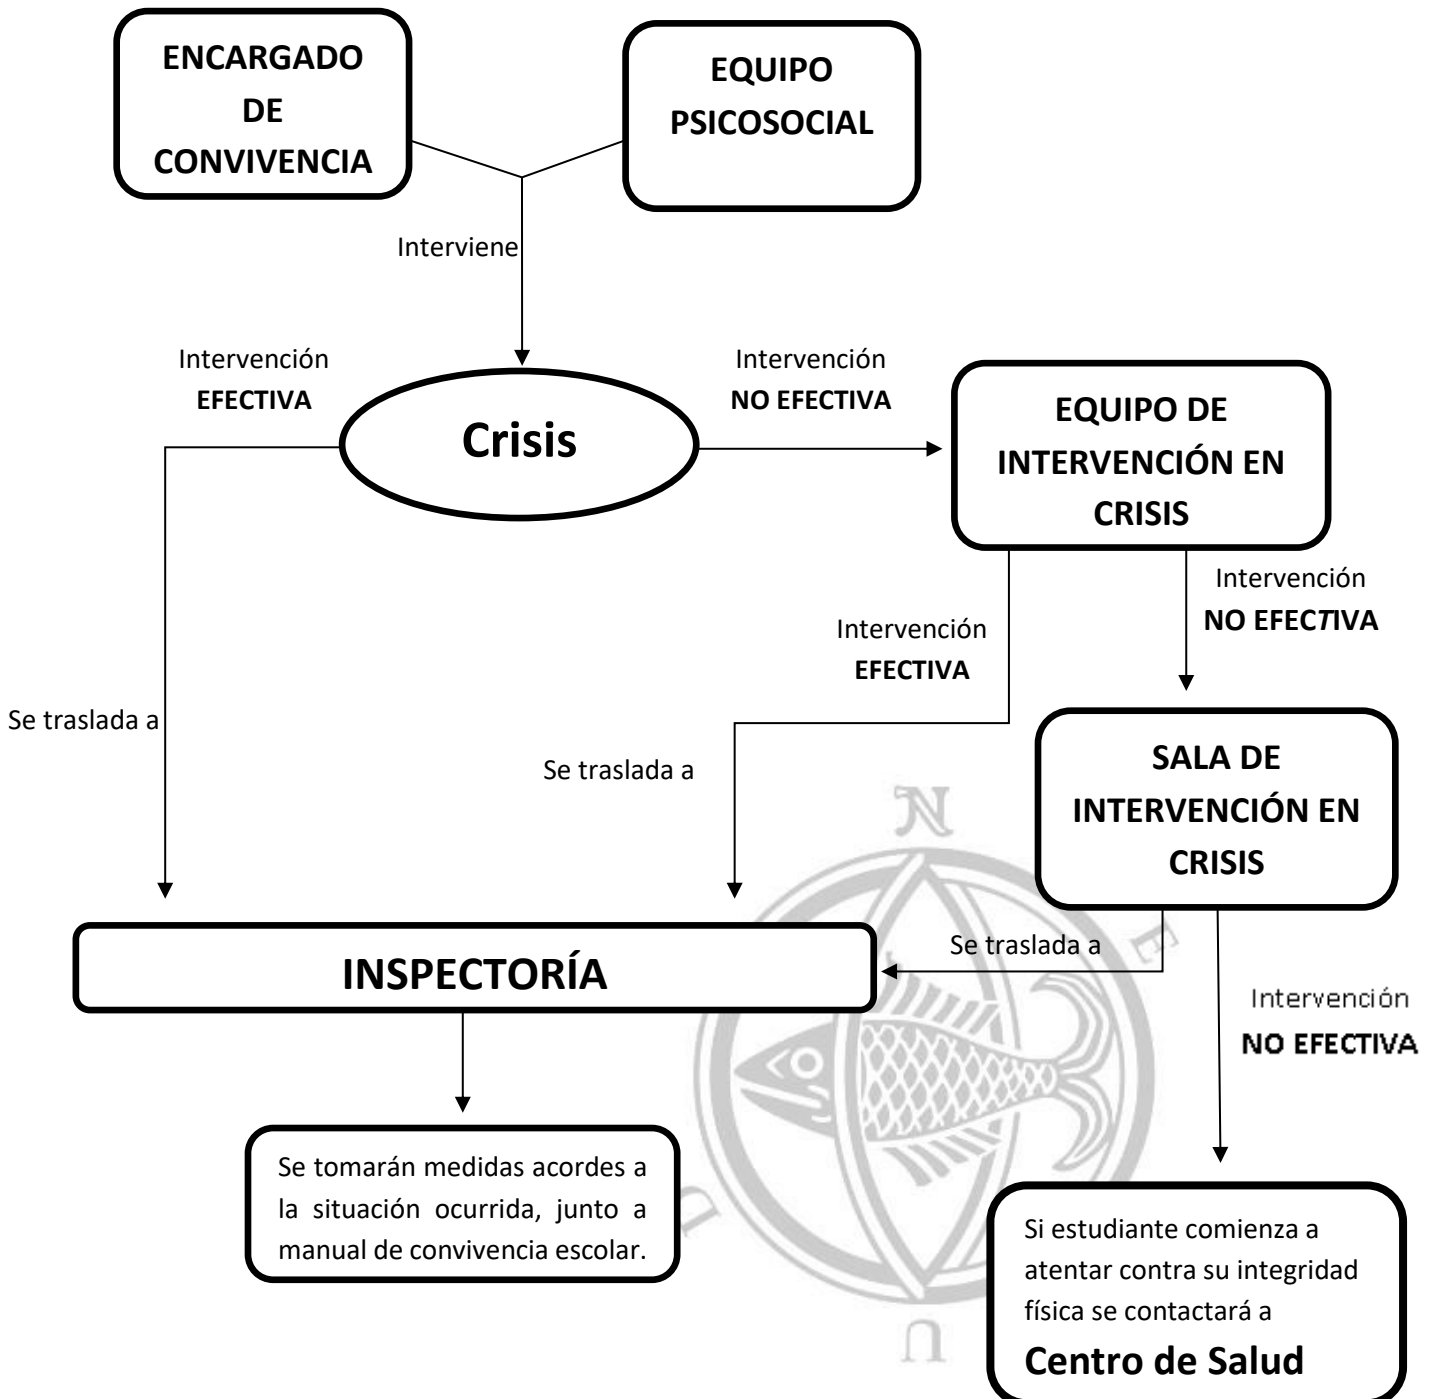 ENCARGADO
DE
CONVIVENCIA
EQUIPO
PSICOSOCIAL
Interviene
Intervención
EFECTIVA
Crisis
Intervención
NO EFECTIVA
EQUIPO DE
INTERVENCIÓN EN
CRISIS
Intervención
EFECTIVA
Intervención
NO EFECTIVA
Se traslada a
Se traslada a
SALA DE
INTERVENCIÓN EN
CRISIS
Se traslada a
INSPECTORÍA
Intervención
NO EFECTIVA
Se tomarán medidas acordes a
la situación ocurrida, junto a
manual de convivencia escolar.
Si estudiante comienza a
atentar contra su integridad
física se contactará a
Centro de Salud
N
E
U
D